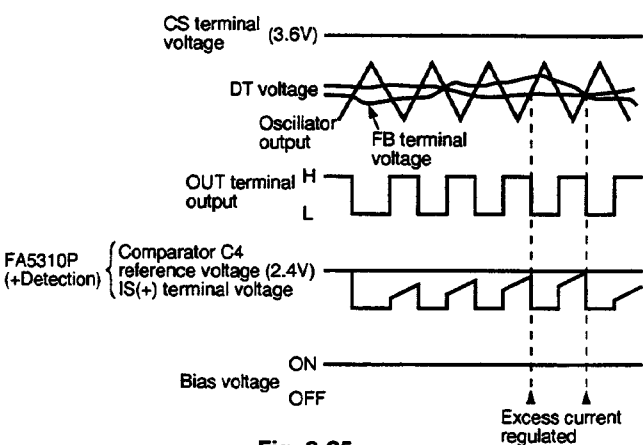 CS terminal
voltage (3.6V)
DT voltage
Oscillator
output
FB terminal
voltage
OUT terminal
output
H
L
FA5310P
(+Detection)
Comparator C4
reference voltage (2.4V)
IS(+) terminal voltage
Bias voltage
ON
OFF
Excess current
regulated